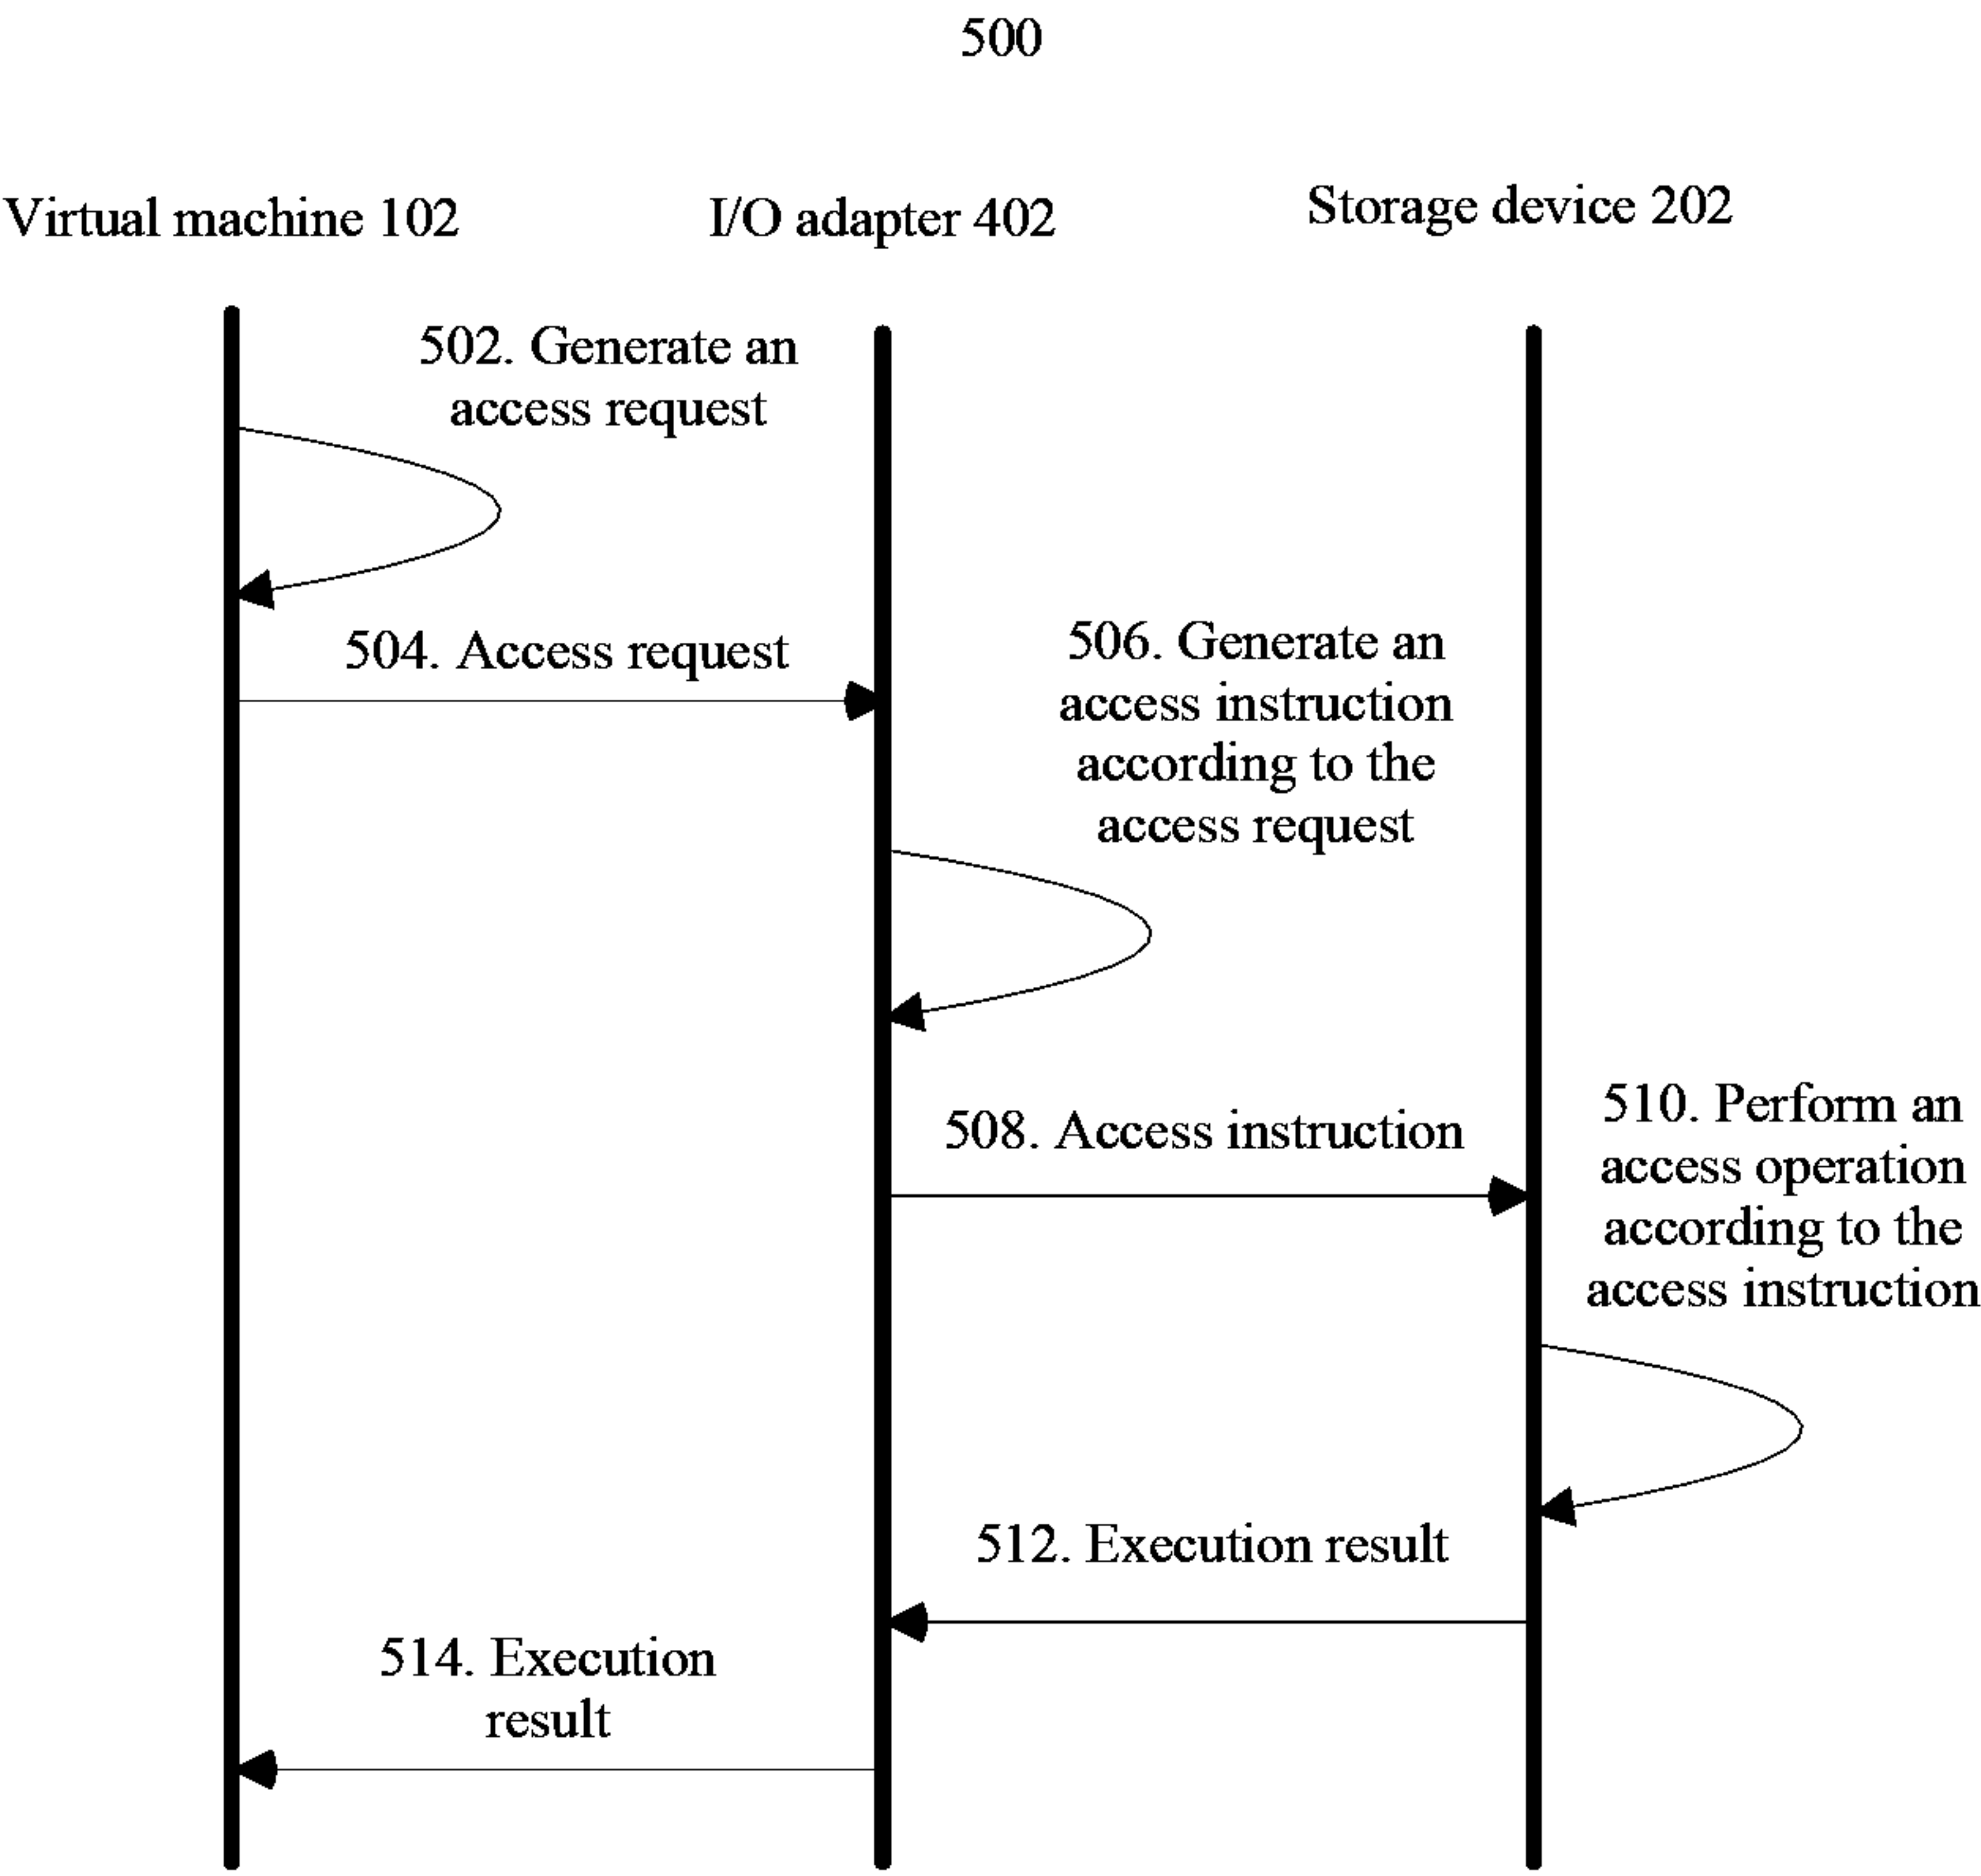 500
Virtual machine 102
I/O adapter 402
Storage device 202
502. Generate an
access request
504. Access request
506. Generate an
access instruction
according to the
access request
508. Access instruction
510. Perform an
access operation
according to the
access instruction
512. Execution result
514. Execution
result